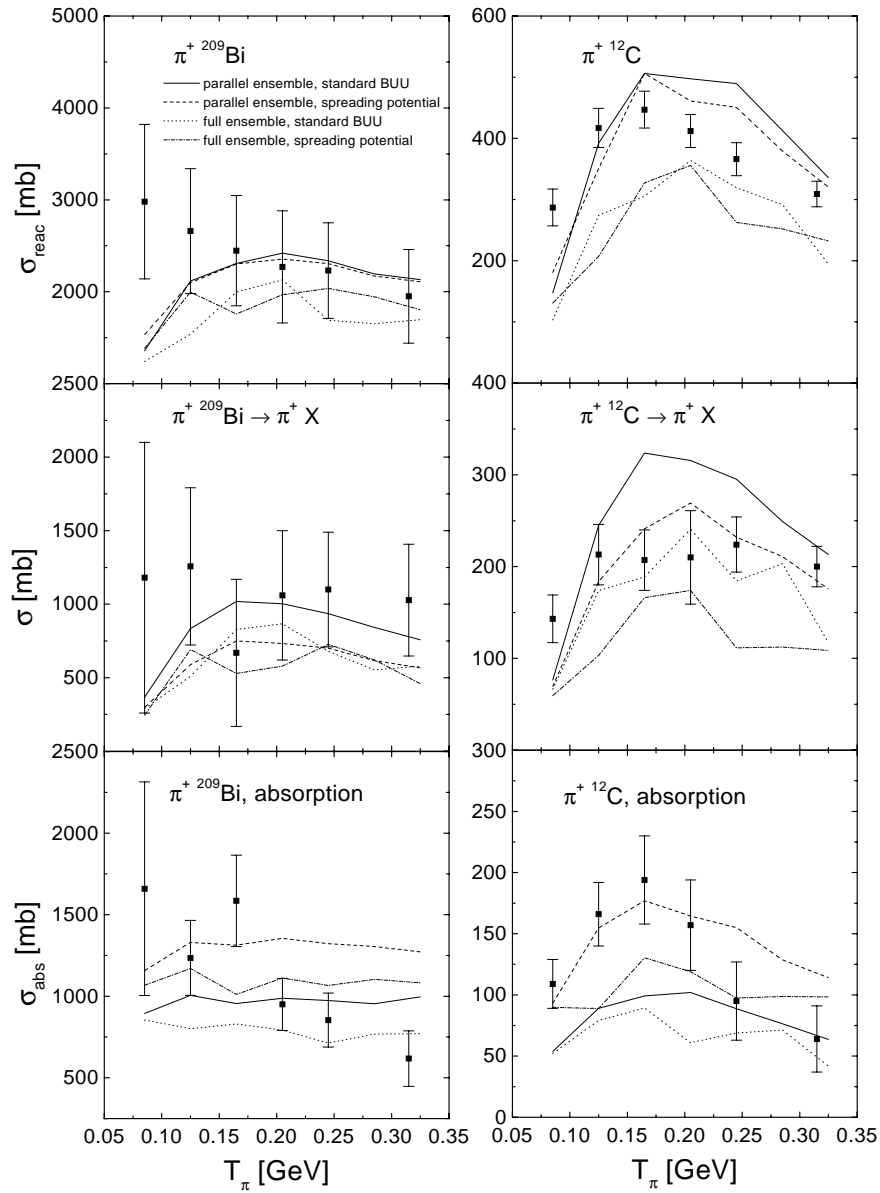 π⁺ ²⁰⁹Bi
parallel ensemble, standard BUU
parallel ensemble, spreading potential
full ensemble, standard BUU
full ensemble, spreading potential
5000
4000
3000
2000
σreac [mb]
π⁺ ¹²C
600
400
200
2500
π⁺ ²⁰⁹Bi → π⁺ X
2000
1500
1000
500
σ [mb]
400
π⁺ ¹²C → π⁺ X
300
200
100
2500
π⁺ ²⁰⁹Bi, absorption
2000
1500
1000
500
σabs [mb]
0.05 0.10 0.15 0.20 0.25 0.30 0.35
Tπ [GeV]
300
π⁺ ¹²C, absorption
250
200
150
100
50
0
0.05 0.10 0.15 0.20 0.25 0.30 0.35
Tπ [GeV]